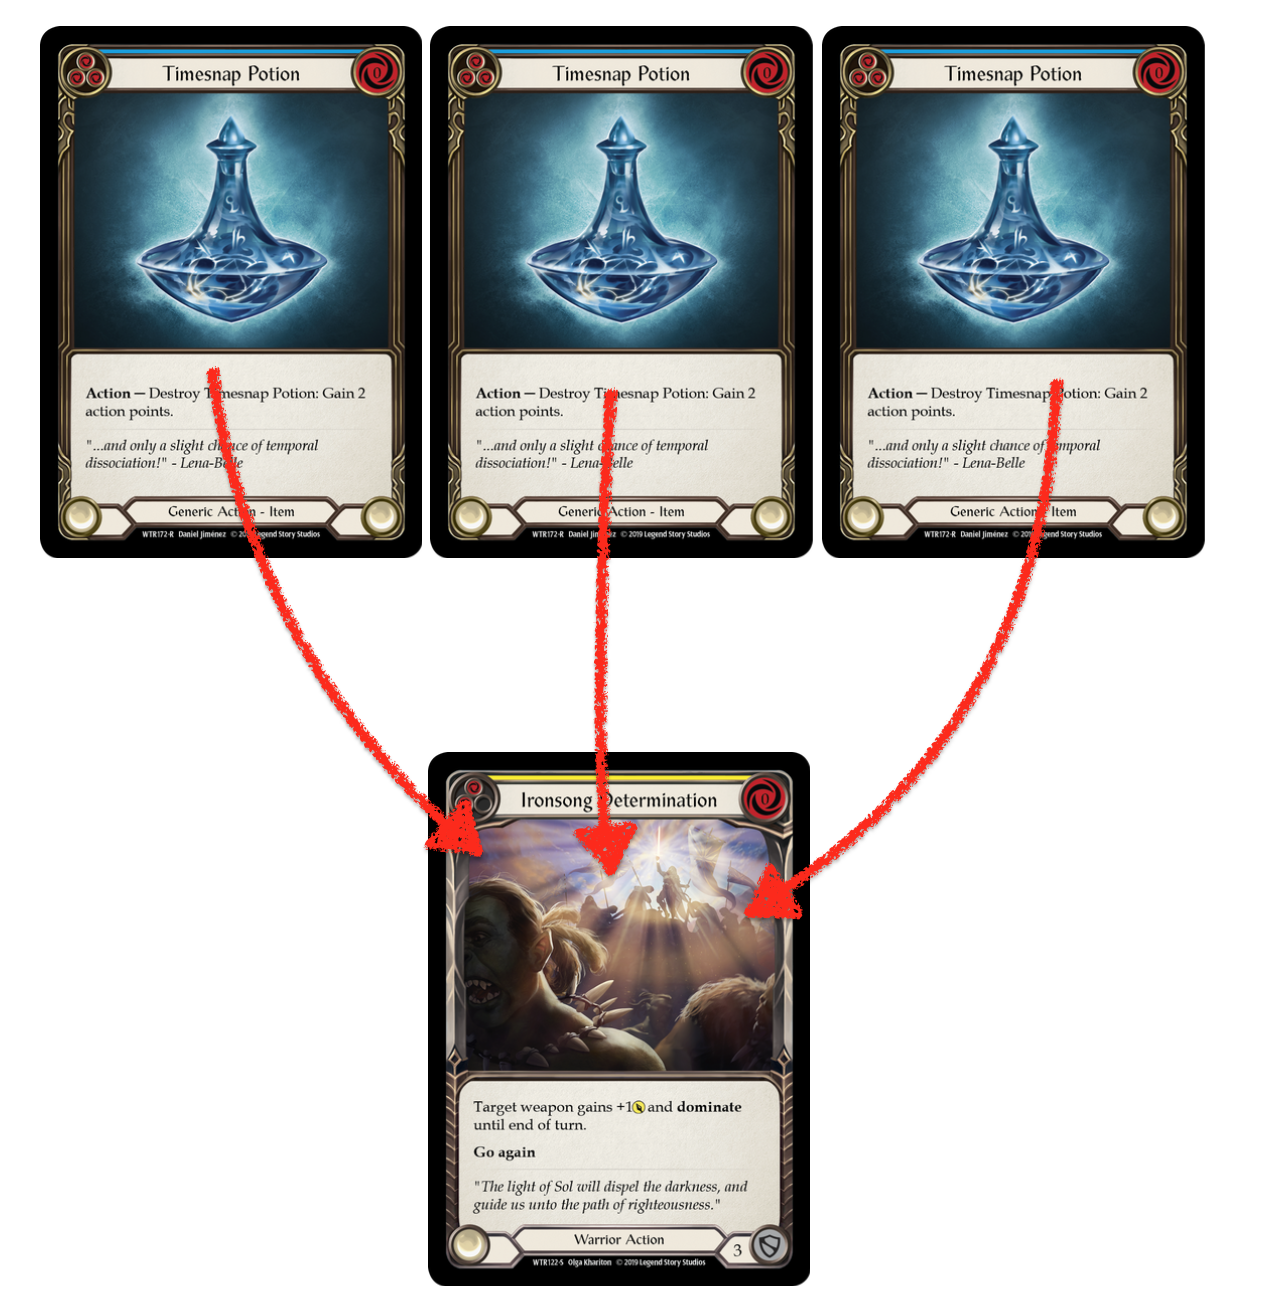 Timesnap Potion 0
Action — Destroy Timesnap Potion: Gain 2
action points.
"...and only a slight chance of temporal
dissociation!" - Lena-Belle
Generic Action - Item
WTR172-R Daniel Jiménez © 2019 Legend Story Studios
Timesnap Potion 0
Action — Destroy Timesnap Potion: Gain 2
action points.
"...and only a slight chance of temporal
dissociation!" - Lena-Belle
Generic Action - Item
WTR172-R Daniel Jiménez © 2019 Legend Story Studios
Timesnap Potion 0
Action — Destroy Timesnap Potion: Gain 2
action points.
"...and only a slight chance of temporal
dissociation!" - Lena-Belle
Generic Action - Item
WTR172-R Daniel Jiménez © 2019 Legend Story Studios
Ironsong Determination 0
Target weapon gains +1 and dominate
until end of turn.
Go again
"The light of Sol will dispel the darkness, and
guide us unto the path of righteousness."
Warrior Action
3
WTR122-S Olga Khariton © 2019 Legend Story Studios